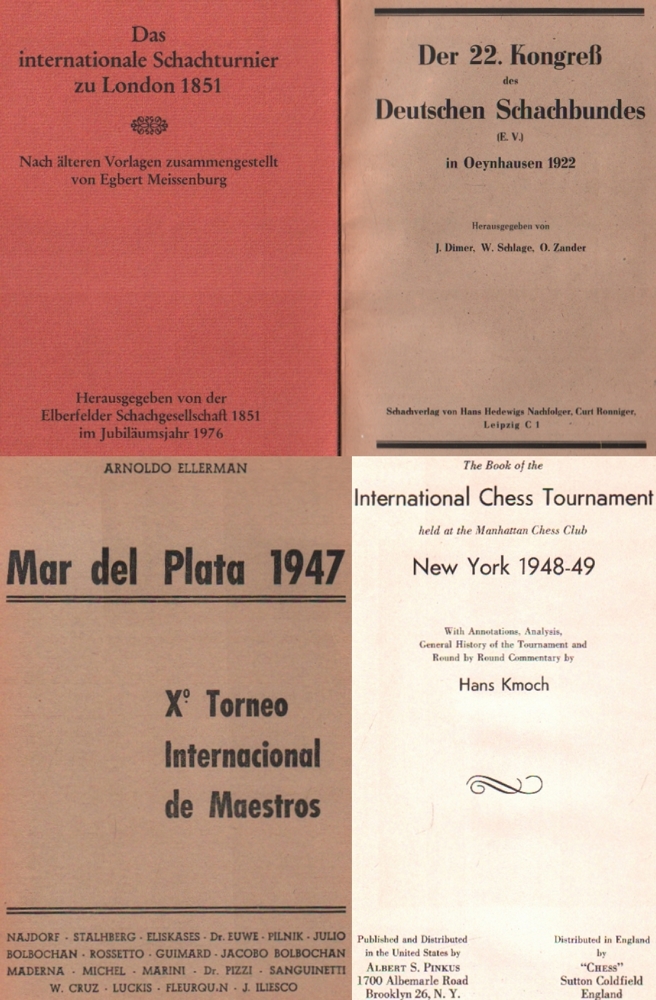 Das
internationale Schachturnier
zu London 1851
Nach älteren Vorlagen zusammengestellt
von Egbert Meissenburg
Herausgegeben von der
Elberfelder Schachgesellschaft 1851
im Jubiläumsjahr 1976
Der 22. Kongreß
des
Deutschen Schachbundes
(E. V.)
in Oeynhausen 1922
Herausgegeben von
J. Dimer, W. Schlage, O. Zander
Schachverlag von Hans Hedewigs Nachfolger, Curt Ronniger,
Leipzig C 1
ARNOLDO ELLERMAN
Mar del Plata 1947
Xº Torneo
Internacional
de Maestros
NAJDORF - STALHBERG - ELISKASES - Dr. EUWE - PILNIK - JULIO
BOLBOCHAN - ROSSETTO - GUIMARD - JACOBO BOLBOCHAN
MADERNA - MICHEL - MARINI - Dr. PIZZI - SANGUINETTI
W. CRUZ - LUCKIS - FLEURQUIN - J. ILIESCO
The Book of the
International Chess Tournament
held at the Manhattan Chess Club
New York 1948-49
With Annotations, Analysis,
General History of the Tournament and
Round by Round Commentary by
Hans Kmoch
Published and Distributed
in the United States by
ALBERT S. PINKUS
1700 Albemarle Road
Brooklyn 26, N. Y.
Distributed in England
by
"CHESS"
Sutton Coldfield
England